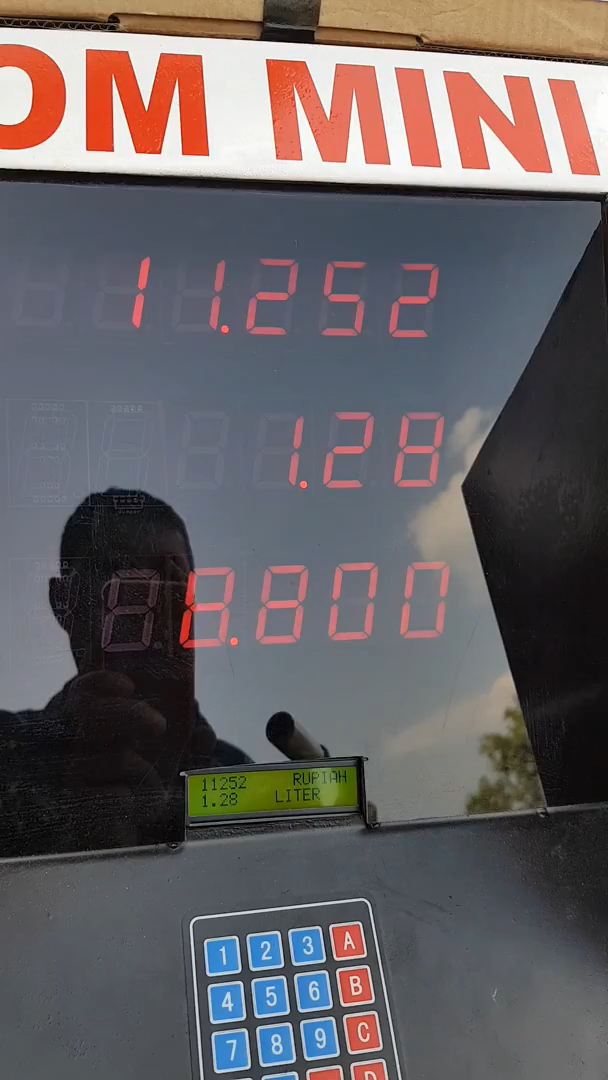 OM MINI
11.252
1.28
8.800
11252 RUPIAH
1.28 LITER
1 2 3 A
4 5 6 B
7 8 9 C
D